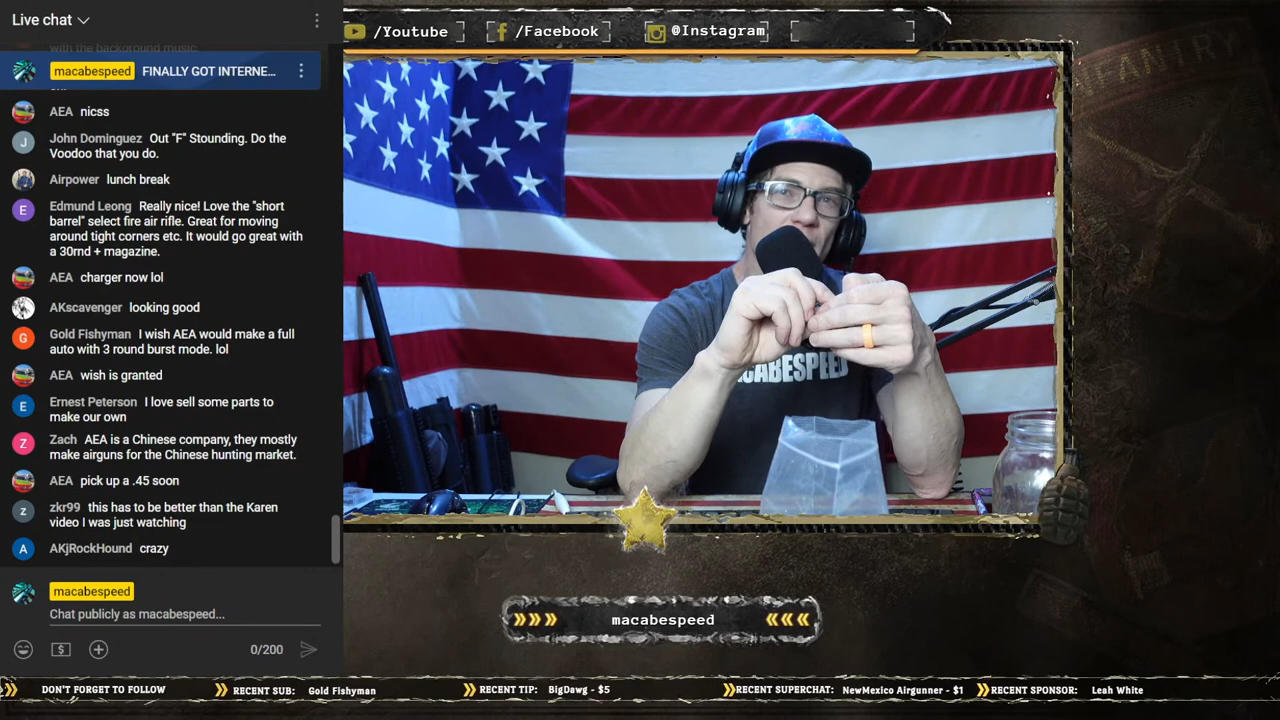 Live chat
with the background music.
macabespeed FINALLY GOT INTERNE...
AEA nicss
John Dominguez Out "F" Stounding. Do the
Voodoo that you do.
Airpower lunch break
Edmund Leong Really nice! Love the "short
barrel" select fire air rifle. Great for moving
around tight corners etc. It would go great with
a 30rnd + magazine.
AEA charger now lol
AKscavenger looking good
Gold Fishyman I wish AEA would make a full
auto with 3 round burst mode. lol
AEA wish is granted
Ernest Peterson I love sell some parts to
make our own
Zach AEA is a Chinese company, they mostly
make airguns for the Chinese hunting market.
AEA pick up a .45 soon
zkr99 this has to be better than the Karen
video I was just watching
AKjRockHound crazy
macabespeed
Chat publicly as macabespeed...
0/200
/Youtube
/Facebook
@Instagram
MACABESPEED
macabespeed
DON'T FORGET TO FOLLOW
RECENT SUB: Gold Fishyman
RECENT TIP: BigDawg - $5
RECENT SUPERCHAT: NewMexico Airgunner - $1
RECENT SPONSOR: Leah White